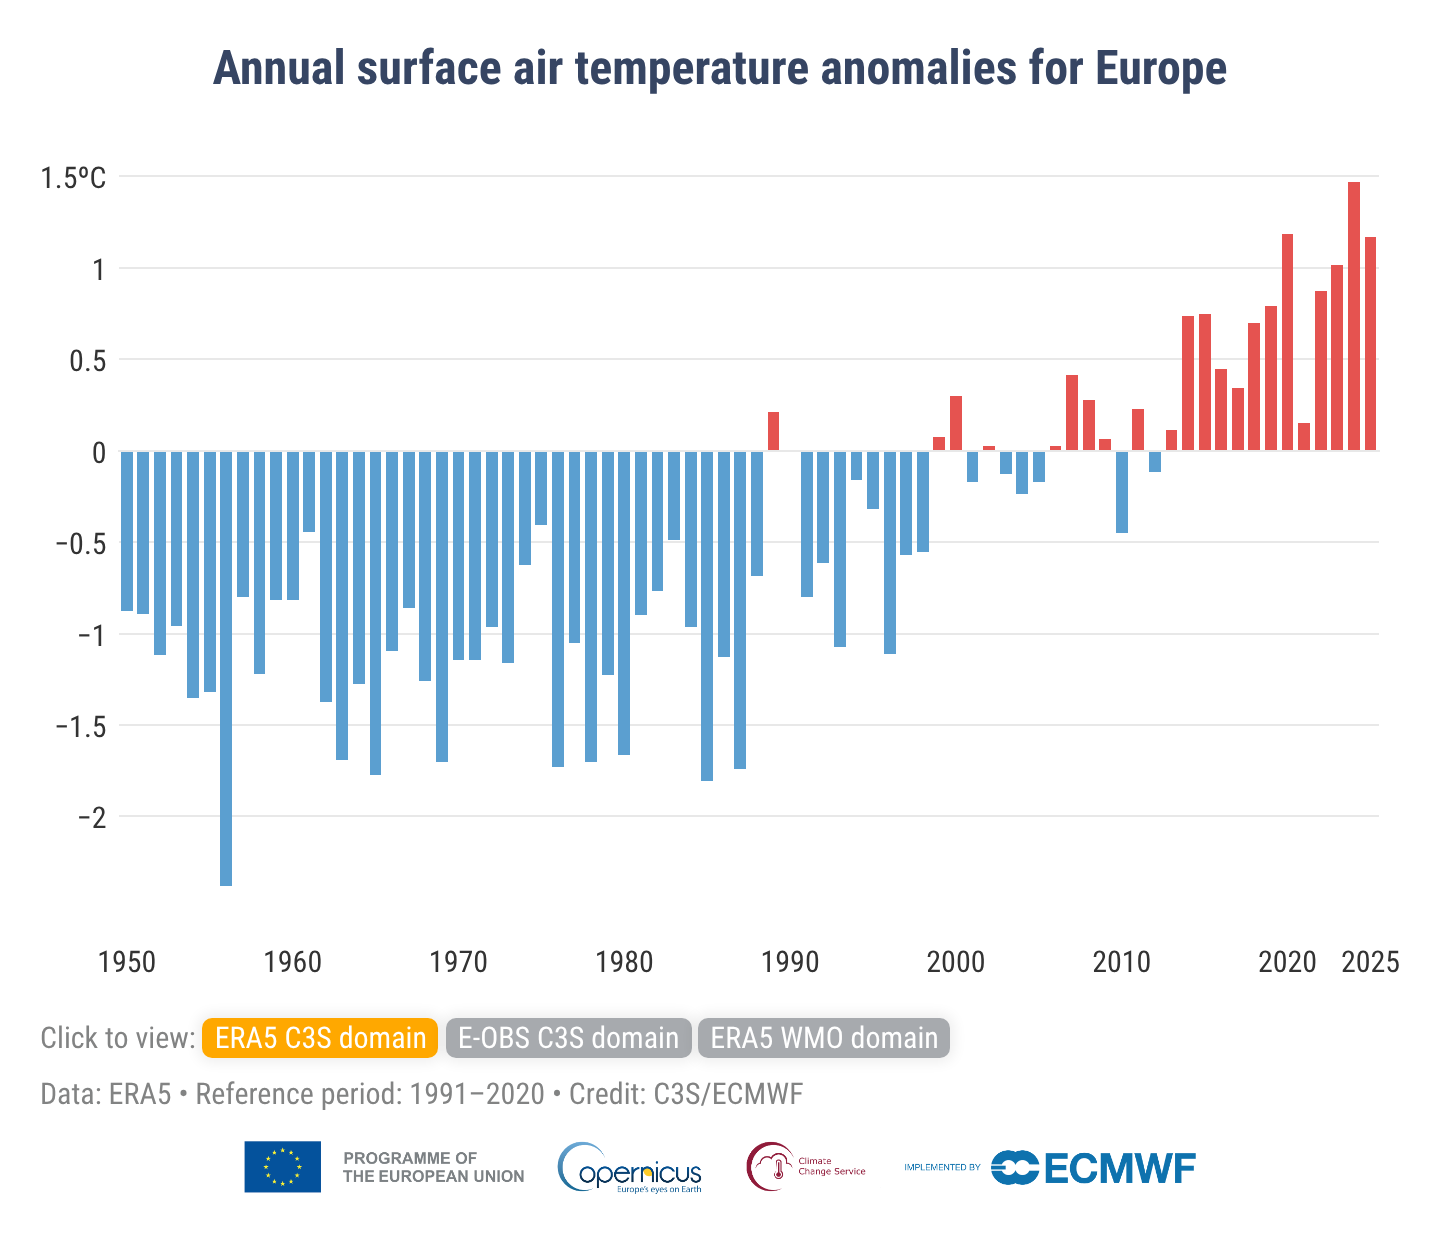 Annual surface air temperature anomalies for Europe
1.5ºC
1
0.5
0
−0.5
−1
−1.5
−2
1950 1960 1970 1980 1990 2000 2010 2020 2025
Click to view: ERA5 C3S domain E-OBS C3S domain ERA5 WMO domain
Data: ERA5 • Reference period: 1991–2020 • Credit: C3S/ECMWF
PROGRAMME OF
THE EUROPEAN UNION
opernicus
Europe's eyes on Earth
Climate
Change Service
IMPLEMENTED BY ECMWF